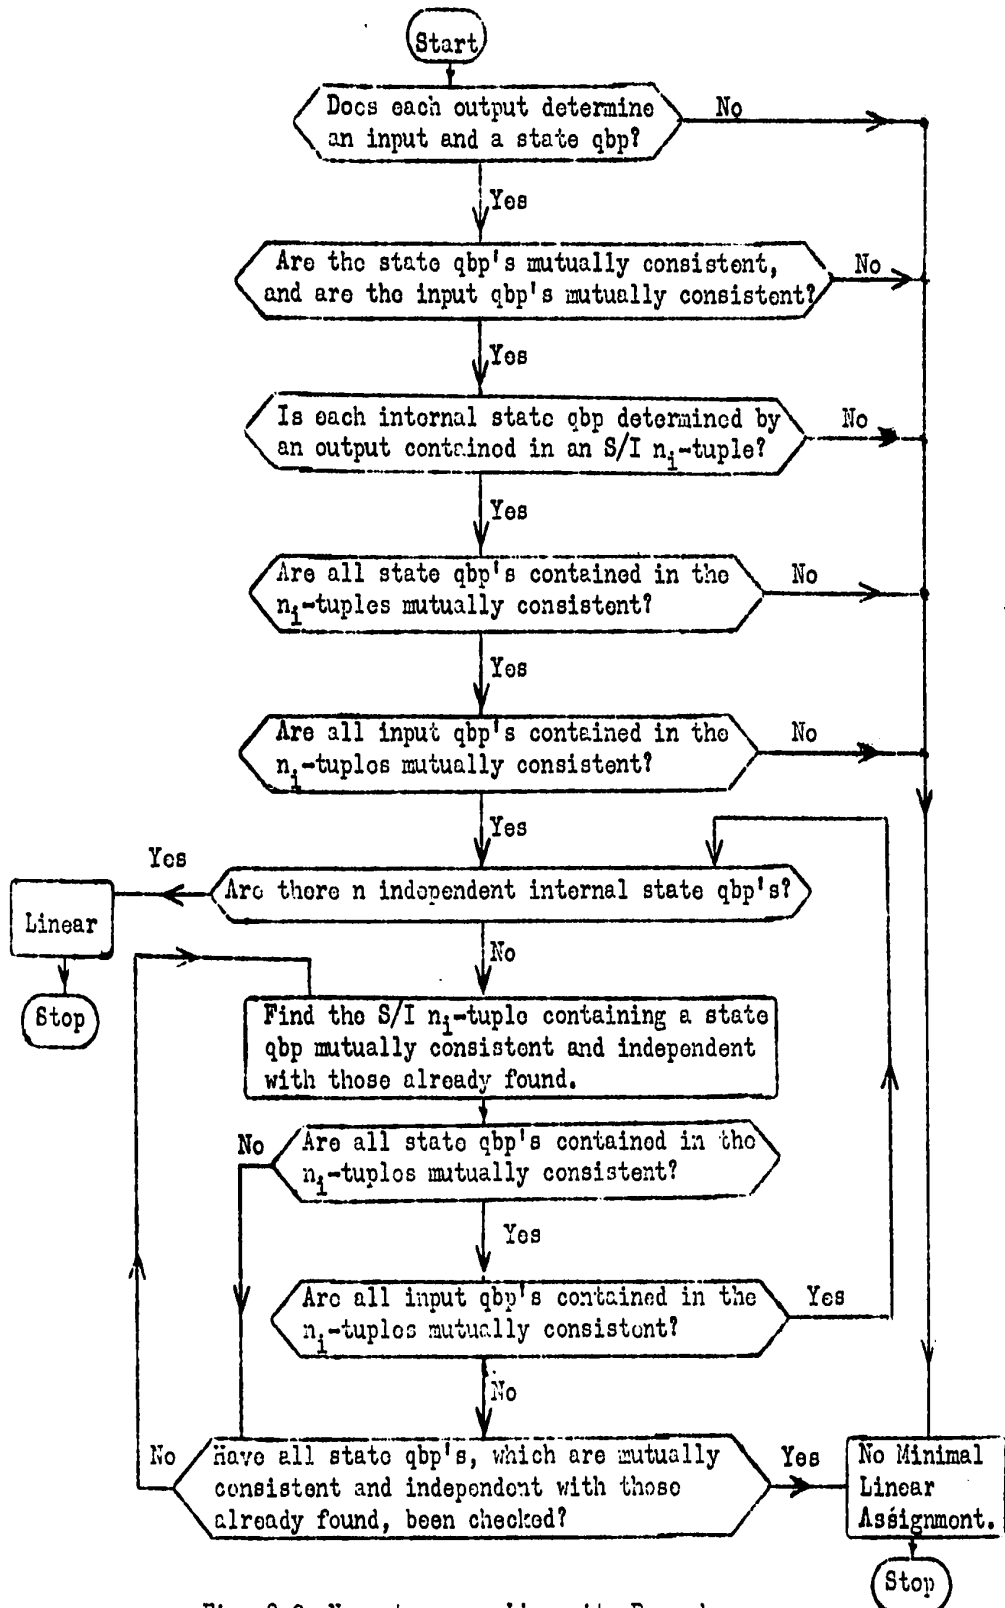 Start
Does each output determine
an input and a state qbp?
No
Yes
Are the state qbp's mutually consistent,
and are the input qbp's mutually consistent?
No
Yes
Is each internal state qbp determined by
an output contained in an S/I n_i-tuple?
No
Yes
Are all state qbp's contained in the
n_i-tuples mutually consistent?
No
Yes
Are all input qbp's contained in the
n_i-tuples mutually consistent?
No
Yes
Yes
Are there n independent internal state qbp's?
Linear
Stop
No
Find the S/I n_i-tuple containing a state
qbp mutually consistent and independent
with those already found.
No
Are all state qbp's contained in the
n_i-tuples mutually consistent?
Yes
Are all input qbp's contained in the
n_i-tuples mutually consistent?
Yes
No
No
Have all state qbp's, which are mutually
consistent and independent with those
already found, been checked?
Yes
No Minimal
Linear
Assignment.
Stop